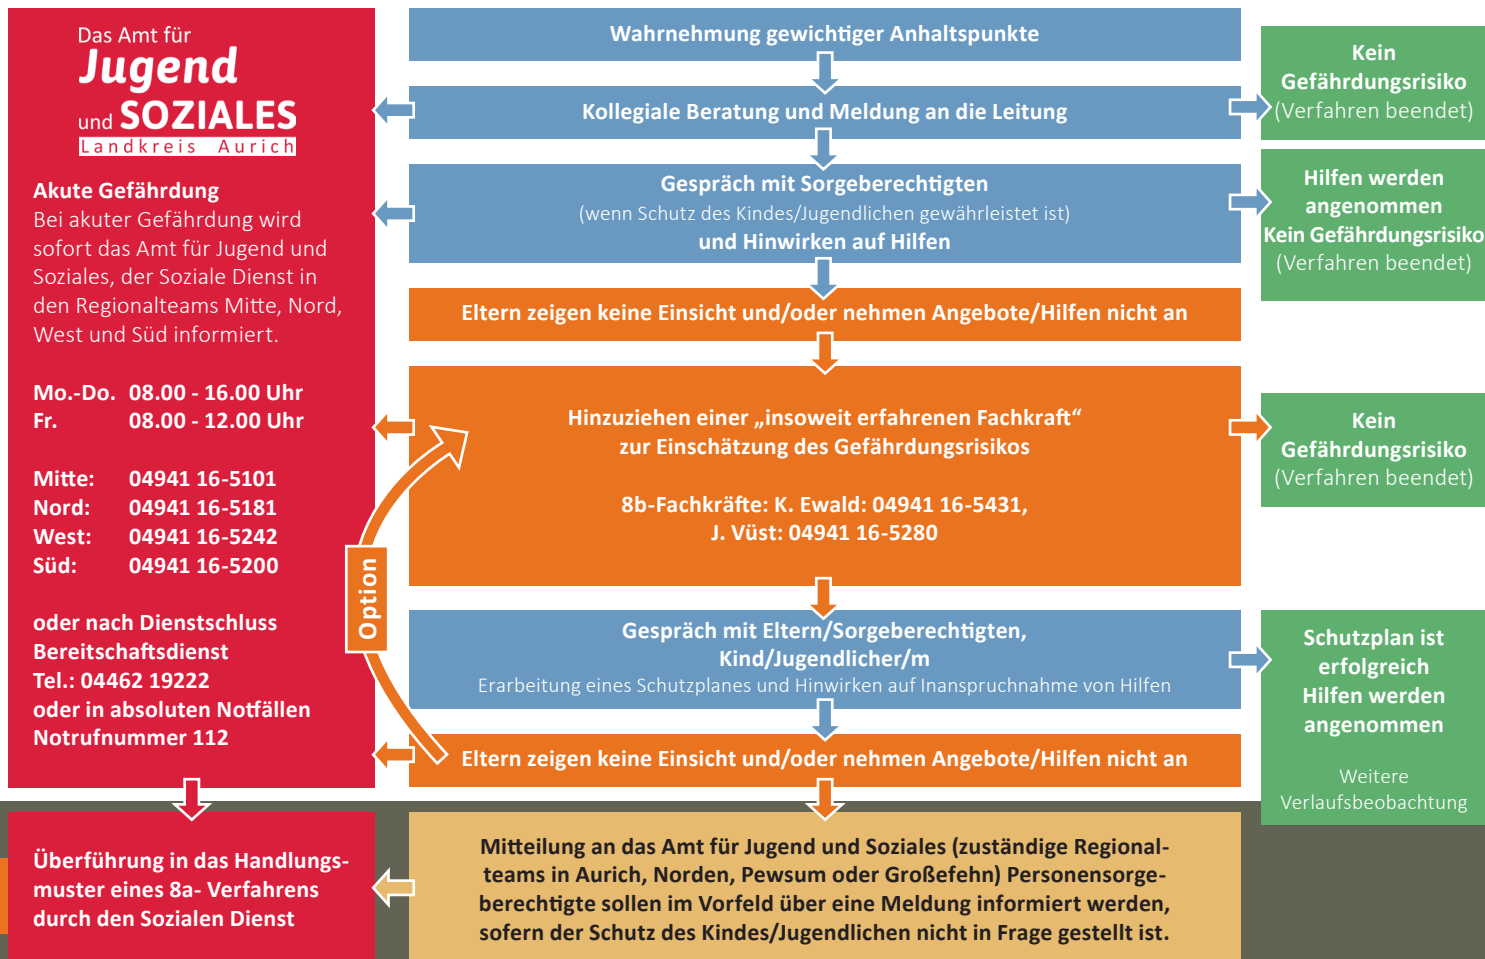 Das Amt für
Jugend
und SOZIALES
Landkreis Aurich
Akute Gefährdung
Bei akuter Gefährdung wird
sofort das Amt für Jugend und
Soziales, der Soziale Dienst in
den Regionalteams Mitte, Nord,
West und Süd informiert.
Mo.-Do. 08.00 - 16.00 Uhr
Fr. 08.00 - 12.00 Uhr
Mitte: 04941 16-5101
Nord: 04941 16-5181
West: 04941 16-5242
Süd: 04941 16-5200
oder nach Dienstschluss
Bereitschaftsdienst
Tel.: 04462 19222
oder in absoluten Notfällen
Notrufnummer 112
Überführung in das Handlungs-
muster eines 8a- Verfahrens
durch den Sozialen Dienst
Wahrnehmung gewichtiger Anhaltspunkte
Kollegiale Beratung und Meldung an die Leitung
Gespräch mit Sorgeberechtigten
(wenn Schutz des Kindes/Jugendlichen gewährleistet ist)
und Hinwirken auf Hilfen
Eltern zeigen keine Einsicht und/oder nehmen Angebote/Hilfen nicht an
Hinzuziehen einer „insoweit erfahrenen Fachkraft“
zur Einschätzung des Gefährdungsrisikos
8b-Fachkräfte: K. Ewald: 04941 16-5431,
J. Vüst: 04941 16-5280
Option
Gespräch mit Eltern/Sorgeberechtigten,
Kind/Jugendlicher/m
Erarbeitung eines Schutzplanes und Hinwirken auf Inanspruchnahme von Hilfen
Eltern zeigen keine Einsicht und/oder nehmen Angebote/Hilfen nicht an
Mitteilung an das Amt für Jugend und Soziales (zuständige Regional-
teams in Aurich, Norden, Pewsum oder Großefehn) Personensorge-
berechtigte sollen im Vorfeld über eine Meldung informiert werden,
sofern der Schutz des Kindes/Jugendlichen nicht in Frage gestellt ist.
Kein
Gefährdungsrisiko
(Verfahren beendet)
Hilfen werden
angenommen
Kein Gefährdungsrisiko
(Verfahren beendet)
Kein
Gefährdungsrisiko
(Verfahren beendet)
Schutzplan ist
erfolgreich
Hilfen werden
angenommen
Weitere
Verlaufsbeobachtung